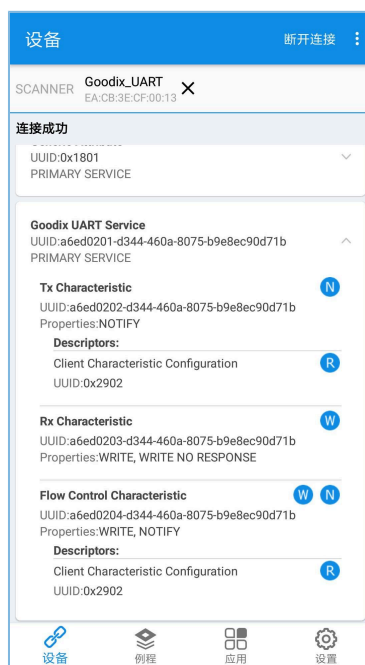 设备
断开连接
SCANNER
Goodix_UART
EA:CB:3E:CF:00:13
连接成功
UUID:0x1801
PRIMARY SERVICE
Goodix UART Service
UUID:a6ed0201-d344-460a-8075-b9e8ec90d71b
PRIMARY SERVICE
Tx Characteristic
N
UUID:a6ed0202-d344-460a-8075-b9e8ec90d71b
Properties:NOTIFY
Descriptors:
Client Characteristic Configuration
R
UUID:0x2902
Rx Characteristic
W
UUID:a6ed0203-d344-460a-8075-b9e8ec90d71b
Properties:WRITE, WRITE NO RESPONSE
Flow Control Characteristic
W N
UUID:a6ed0204-d344-460a-8075-b9e8ec90d71b
Properties:WRITE, NOTIFY
Descriptors:
Client Characteristic Configuration
R
UUID:0x2902
设备
例程
应用
设置